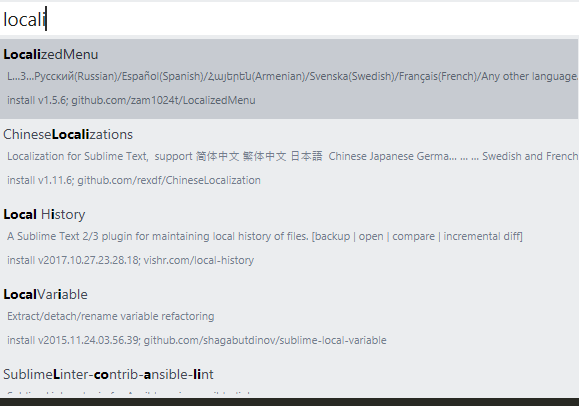 locali
LocalizedMenu
L...3...Русский(Russian)/Español(Spanish)/Հայերեն(Armenian)/Svenska(Swedish)/Français(French)/Any other language.
install v1.5.6; github.com/zam1024t/LocalizedMenu
ChineseLocalizations
Localization for Sublime Text, support 简体中文 繁体中文 日本語 Chinese Japanese Germa... ... ... Swedish and French
install v1.11.6; github.com/rexdf/ChineseLocalization
Local History
A Sublime Text 2/3 plugin for maintaining local history of files. [backup | open | compare | incremental diff]
install v2017.10.27.23.28.18; vishr.com/local-history
LocalVariable
Extract/detach/rename variable refactoring
install v2015.11.24.03.56.39; github.com/shagabutdinov/sublime-local-variable
SublimeLinter-contrib-ansible-lint